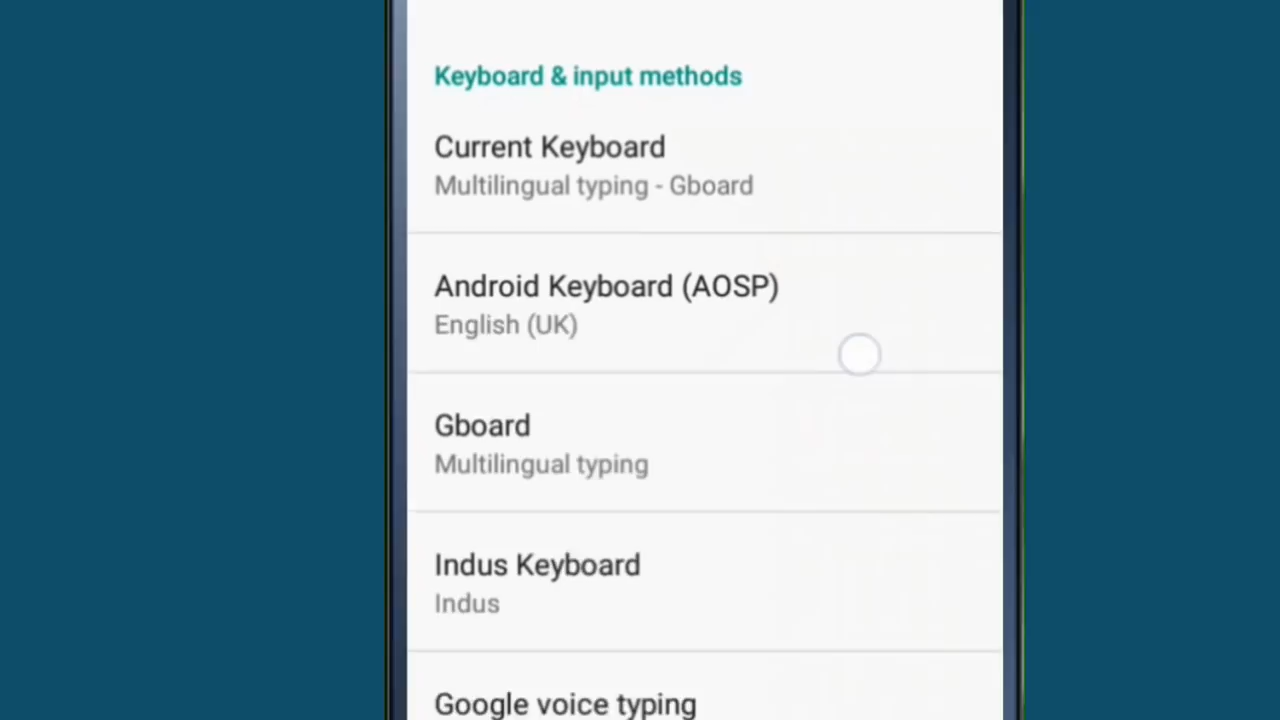 Keyboard & input methods
Current Keyboard
Multilingual typing - Gboard
Android Keyboard (AOSP)
English (UK)
Gboard
Multilingual typing
Indus Keyboard
Indus
Google voice typing